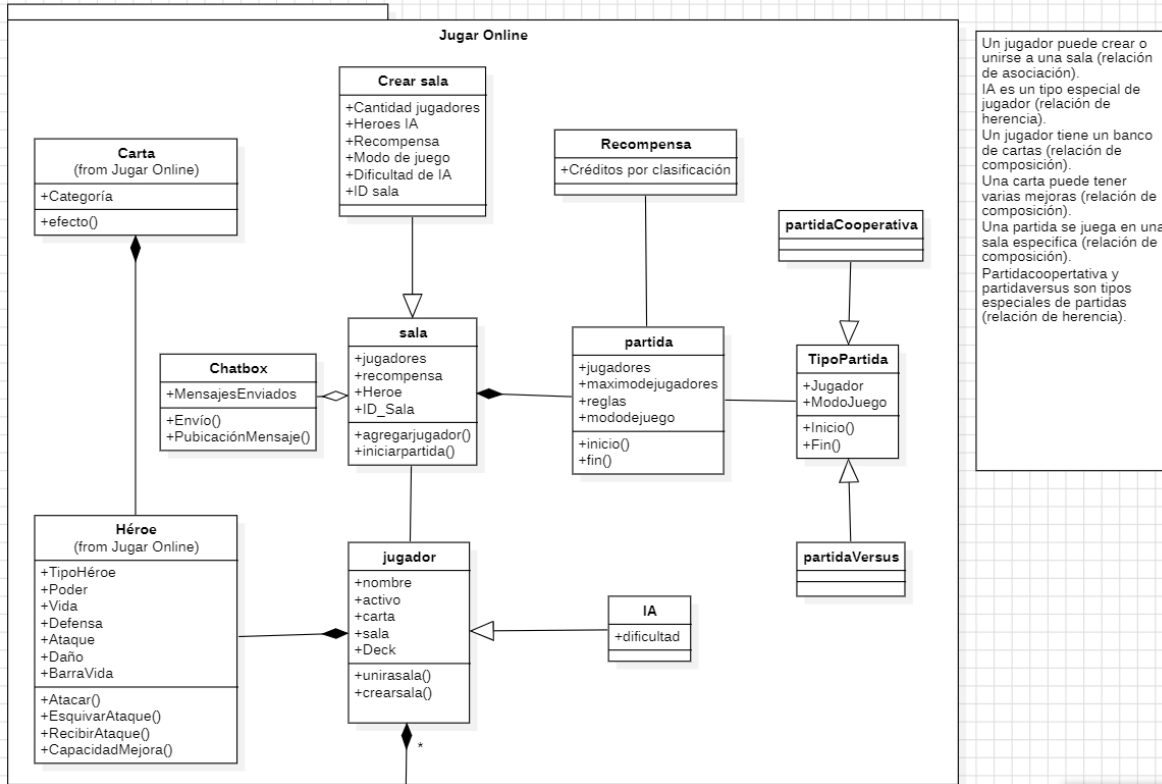 Jugar Online
Crear sala
+Cantidad jugadores
+Heroes IA
+Recompensa
+Modo de juego
+Dificultad de IA
+ID sala
Carta
(from Jugar Online)
+Categoría
+efecto()
Recompensa
+Créditos por clasificación
partidaCooperativa
sala
+jugadores
+recompensa
+Heroe
+ID_Sala
+agregarjugador()
+iniciarpartida()
Chatbox
+MensajesEnviados
+Envío()
+PubicaciónMensaje()
partida
+jugadores
+maximodejugadores
+reglas
+mododejuego
+inicio()
+fin()
TipoPartida
+Jugador
+ModoJuego
+Inicio()
+Fin()
Héroe
(from Jugar Online)
+TipoHéroe
+Poder
+Vida
+Defensa
+Ataque
+Daño
+BarraVida
+Atacar()
+EsquivarAtaque()
+RecibirAtaque()
+CapacidadMejora()
jugador
+nombre
+activo
+carta
+sala
+Deck
+unirasala()
+crearsala()
*
IA
+dificultad
partidaVersus
Un jugador puede crear o
unirse a una sala (relación
de asociación).
IA es un tipo especial de
jugador (relación de
herencia).
Un jugador tiene un banco
de cartas (relación de
composición).
Una carta puede tener
varias mejoras (relación de
composición).
Una partida se juega en una
sala especifica (relación de
composición).
Partidacoopertativa y
partidaversus son tipos
especiales de partidas
(relación de herencia).